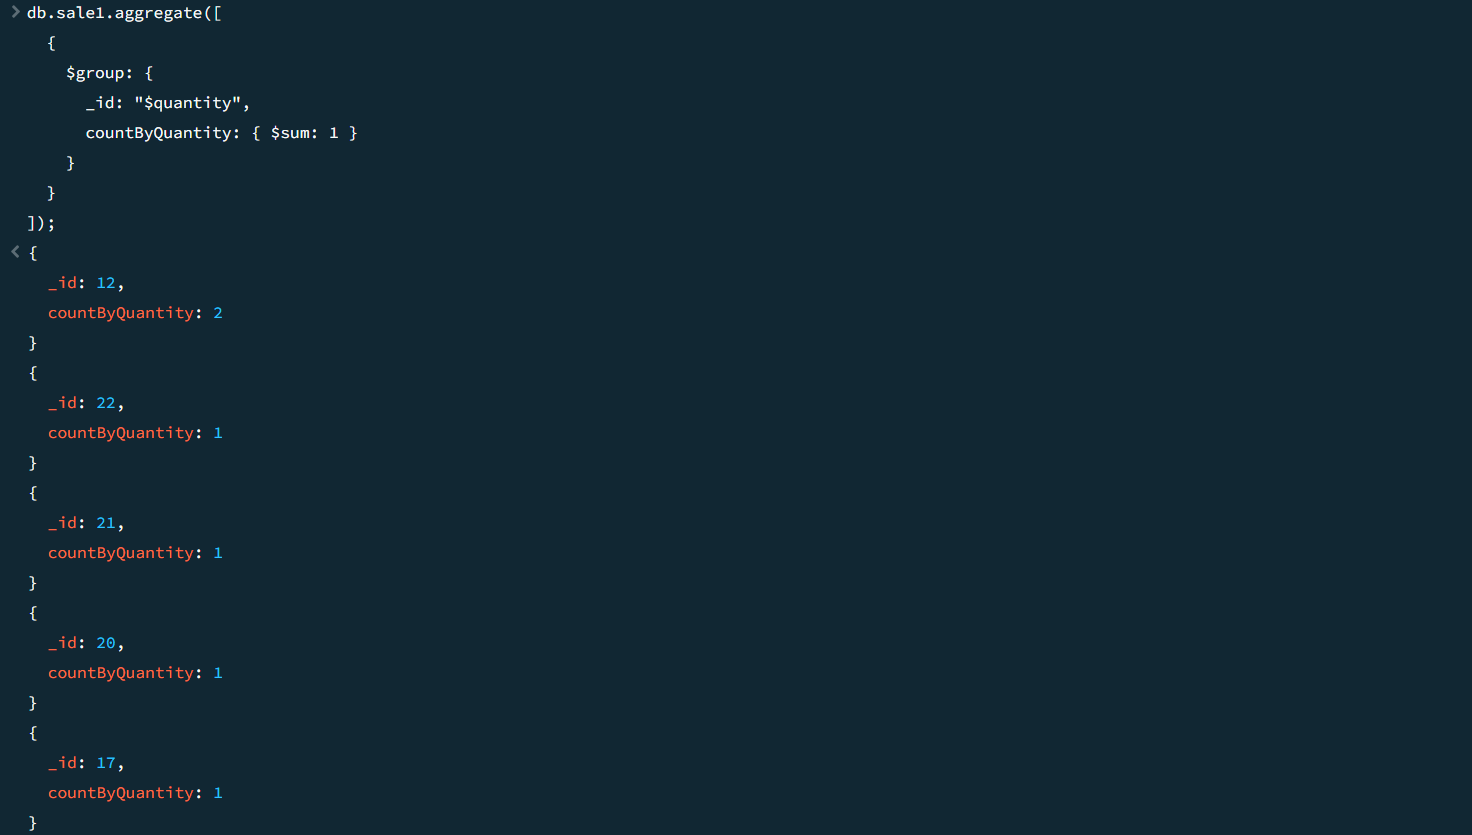 > db.sale1.aggregate([
{
$group: {
_id: "$quantity",
countByQuantity: { $sum: 1 }
}
}
]);
< {
_id: 12,
countByQuantity: 2
}
{
_id: 22,
countByQuantity: 1
}
{
_id: 21,
countByQuantity: 1
}
{
_id: 20,
countByQuantity: 1
}
{
_id: 17,
countByQuantity: 1
}